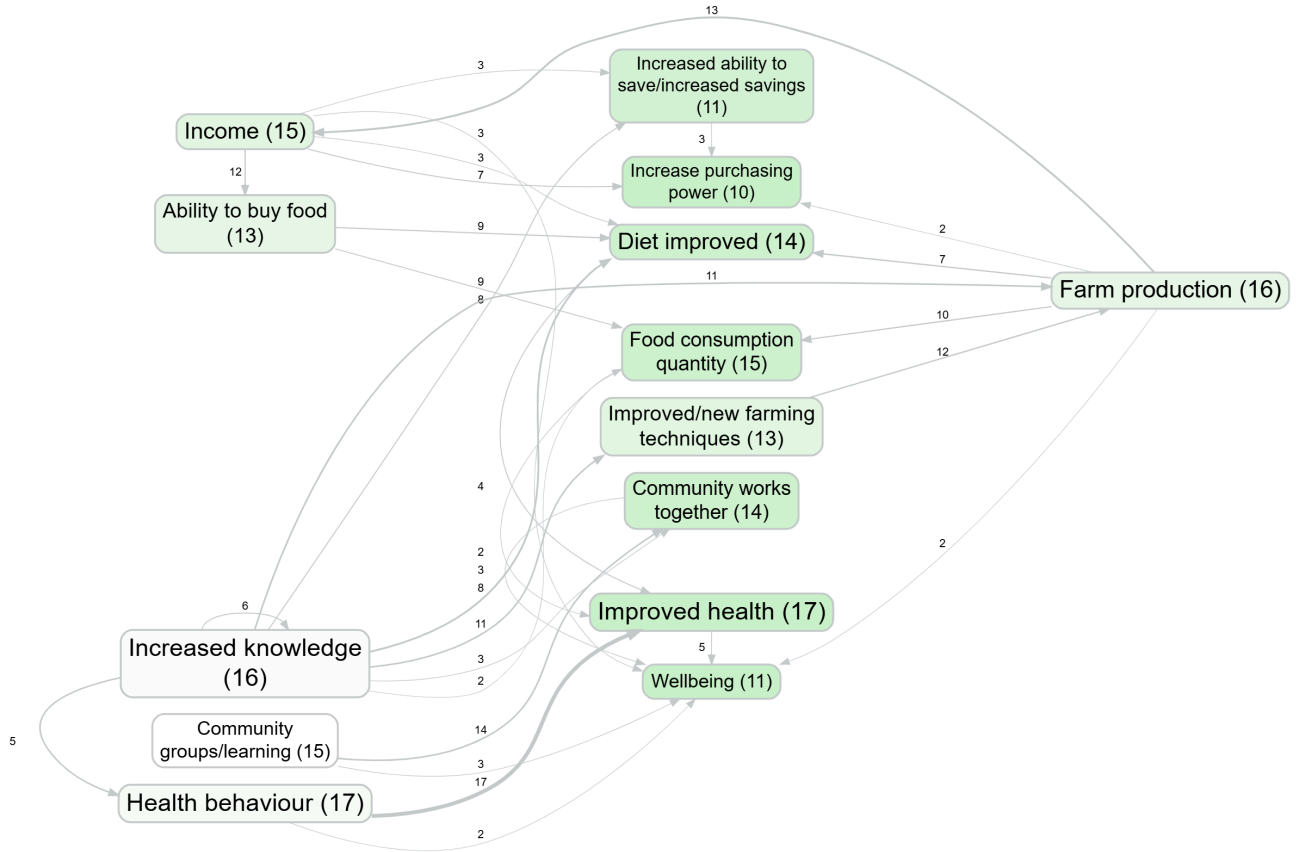 13
3
Increased ability to
save/increased savings
(11)
Income (15)
3
3
3
7
Increase purchasing
power (10)
12
Ability to buy food
(13)
9
Diet improved (14)
2
7
11
Farm production (16)
9
8
10
Food consumption
quantity (15)
12
Improved/new farming
techniques (13)
4
Community works
together (14)
2
2
3
8
6
Improved health (17)
11
Increased knowledge
(16)
5
3
2
Wellbeing (11)
Community
groups/learning (15)
14
5
3
17
Health behaviour (17)
2